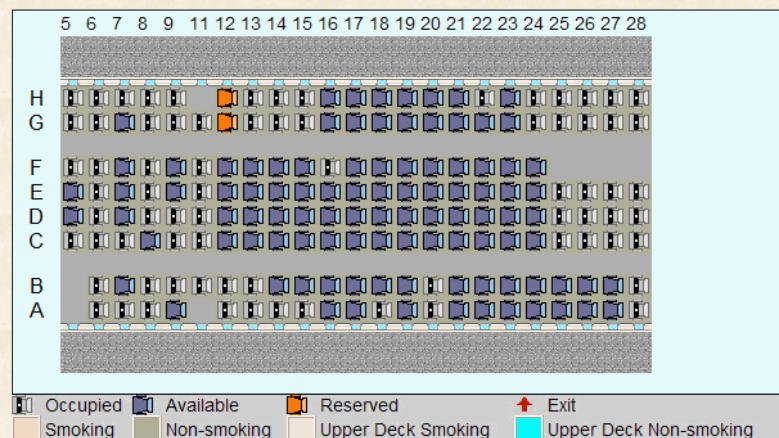 5 6 7 8 9 11 12 13 14 15 16 17 18 19 20 21 22 23 24 25 26 27 28
H
G
F
E
D
C
B
A
Occupied Available Reserved Exit
Smoking Non-smoking Upper Deck Smoking Upper Deck Non-smoking